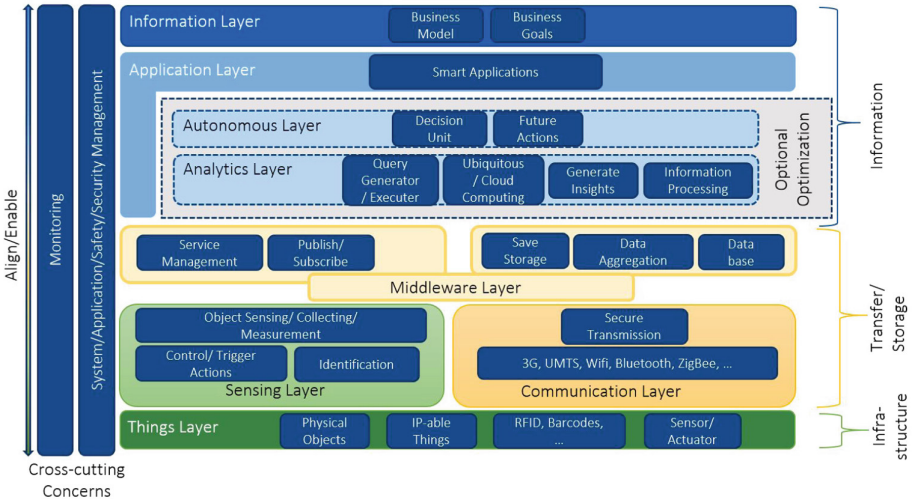 Align/Enable
Monitoring
System/Application/Safety/Security Management
Cross-cutting
Concerns
Information Layer
Business
Model
Business
Goals
Application Layer
Smart Applications
Autonomous Layer
Decision
Unit
Future
Actions
Analytics Layer
Query
Generator
/ Executer
Ubiquitous
/ Cloud
Computing
Generate
Insights
Information
Processing
Optional
Optimization
Service
Management
Publish/
Subscribe
Save
Storage
Data
Aggregation
Data
base
Middleware Layer
Object Sensing/ Collecting/
Measurement
Control/ Trigger
Actions
Identification
Sensing Layer
Secure
Transmission
3G, UMTS, Wifi, Bluetooth, ZigBee, ...
Communication Layer
Things Layer
Physical
Objects
IP-able
Things
RFID, Barcodes,
...
Sensor/
Actuator
Information
Transfer/
Storage
Infra-
structure